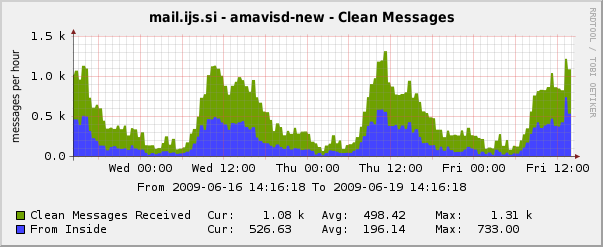 mail.ijs.si - amavisd-new - Clean Messages
RRDTOOL / TOBI OETIKER
messages per hour
1.5 k
1.0 k
0.5 k
0.0
Wed 00:00 Wed 12:00 Thu 00:00 Thu 12:00 Fri 00:00 Fri 12:00
From 2009-06-16 14:16:18 To 2009-06-19 14:16:18
Clean Messages Received Cur: 1.08 k Avg: 498.42 Max: 1.31 k
From Inside Cur: 526.63 Avg: 196.14 Max: 733.00